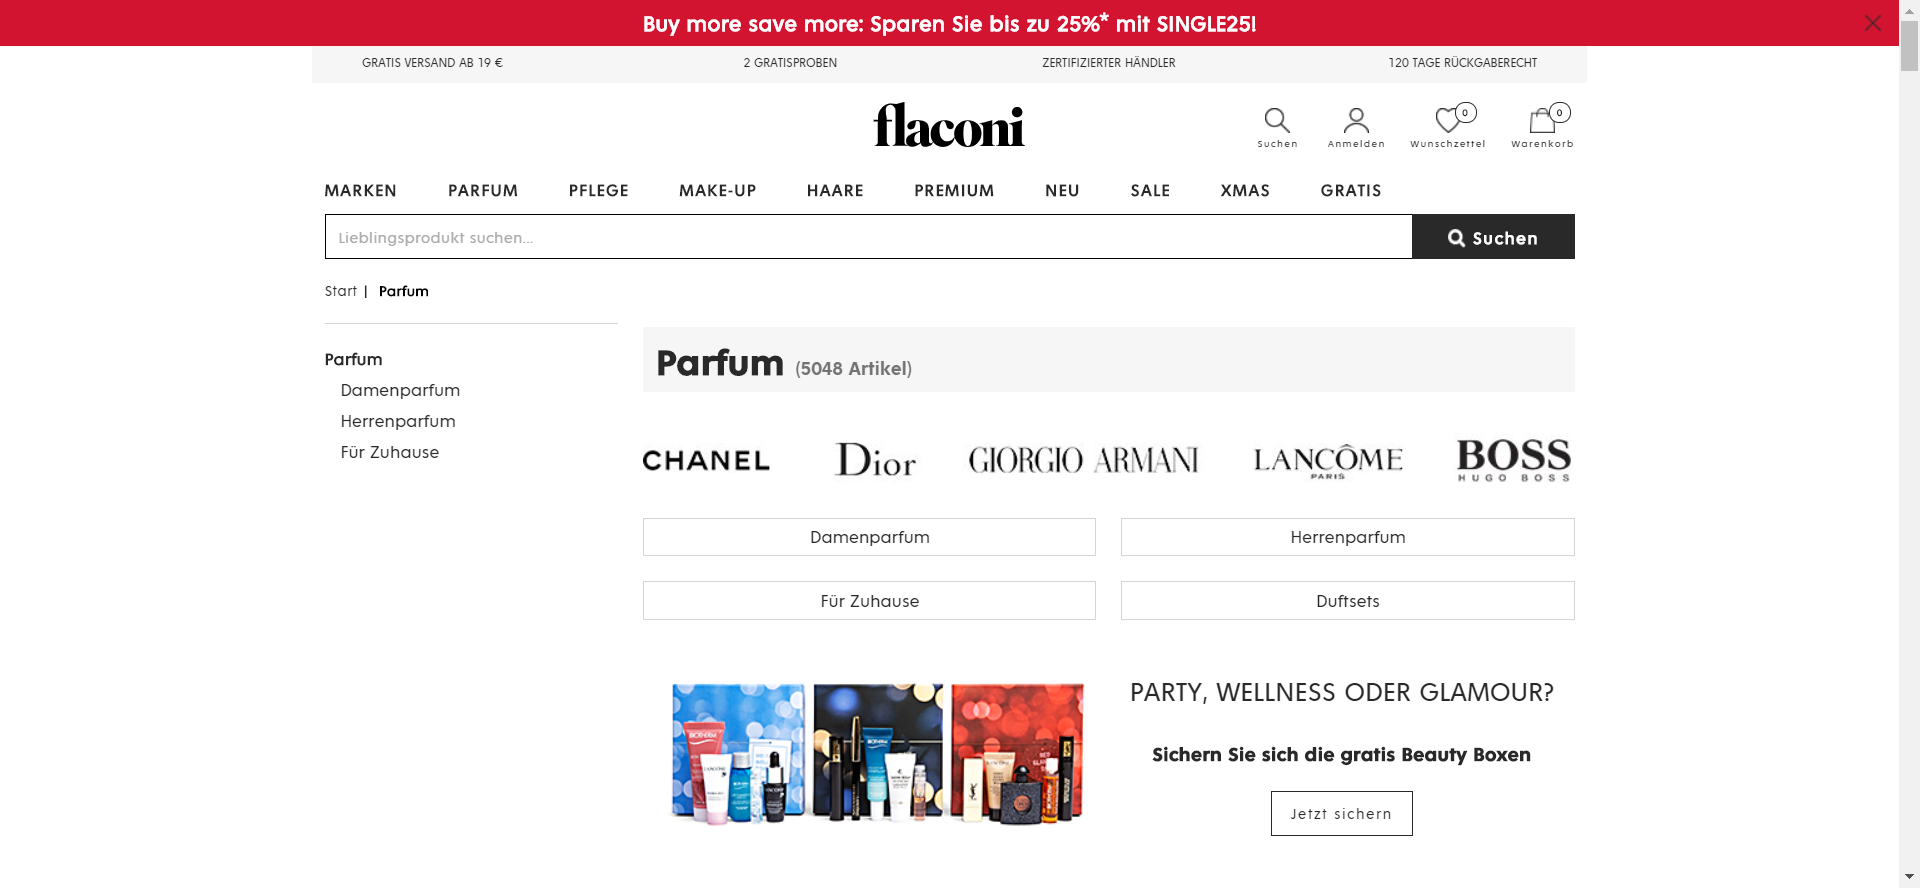 Buy more save more: Sparen Sie bis zu 25%* mit SINGLE25!
GRATIS VERSAND AB 19 €
2 GRATISPROBEN
ZERTIFIZIERTER HÄNDLER
120 TAGE RÜCKGABERECHT
flaconi
Suchen
Anmelden
0
Wunschzettel
0
Warenkorb
MARKEN PARFUM PFLEGE MAKE-UP HAARE PREMIUM NEU SALE XMAS GRATIS
Lieblingsprodukt suchen...
Suchen
Start | Parfum
Parfum
Damenparfum
Herrenparfum
Für Zuhause
Parfum (5048 Artikel)
CHANEL
Dior
GIORGIO ARMANI
LANCÔME
PARIS
BOSS
HUGO BOSS
Damenparfum
Herrenparfum
Für Zuhause
Duftsets
BIOTHERM
BIOTHERM
PARTY, WELLNESS ODER GLAMOUR?
Sichern Sie sich die gratis Beauty Boxen
Jetzt sichern